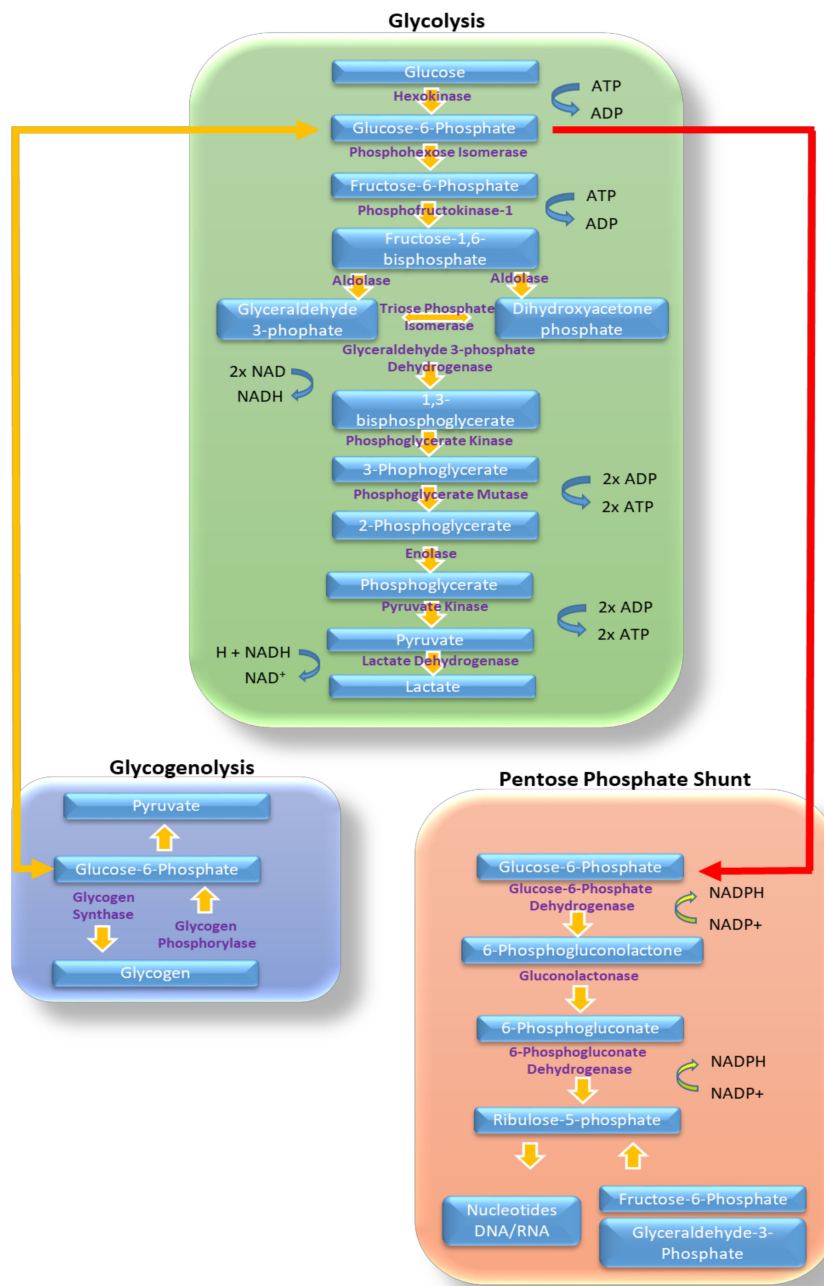 Glycolysis
Glucose
Hexokinase
ATP
ADP
Glucose-6-Phosphate
Phosphohexose Isomerase
Fructose-6-Phosphate
Phosphofructokinase-1
ATP
ADP
Fructose-1,6-
bisphosphate
Aldolase
Aldolase
Glyceraldehyde
3-phophate
Triose Phosphate
Isomerase
Dihydroxyacetone
phosphate
Glyceraldehyde 3-phosphate
Dehydrogenase
2x NAD
NADH
1,3-
bisphosphoglycerate
Phosphoglycerate Kinase
3-Phophoglycerate
Phosphoglycerate Mutase
2x ADP
2x ATP
2-Phosphoglycerate
Enolase
Phosphoglycerate
Pyruvate Kinase
2x ADP
2x ATP
Pyruvate
Lactate Dehydrogenase
H + NADH
NAD⁺
Lactate
Glycogenolysis
Pyruvate
Glucose-6-Phosphate
Glycogen
Synthase
Glycogen
Phosphorylase
Glycogen
Pentose Phosphate Shunt
Glucose-6-Phosphate
Glucose-6-Phosphate
Dehydrogenase
NADPH
NADP+
6-Phosphogluconolactone
Gluconolactonase
6-Phosphogluconate
6-Phosphogluconate
Dehydrogenase
NADPH
NADP+
Ribulose-5-phosphate
Nucleotides
DNA/RNA
Fructose-6-Phosphate
Glyceraldehyde-3-
Phosphate